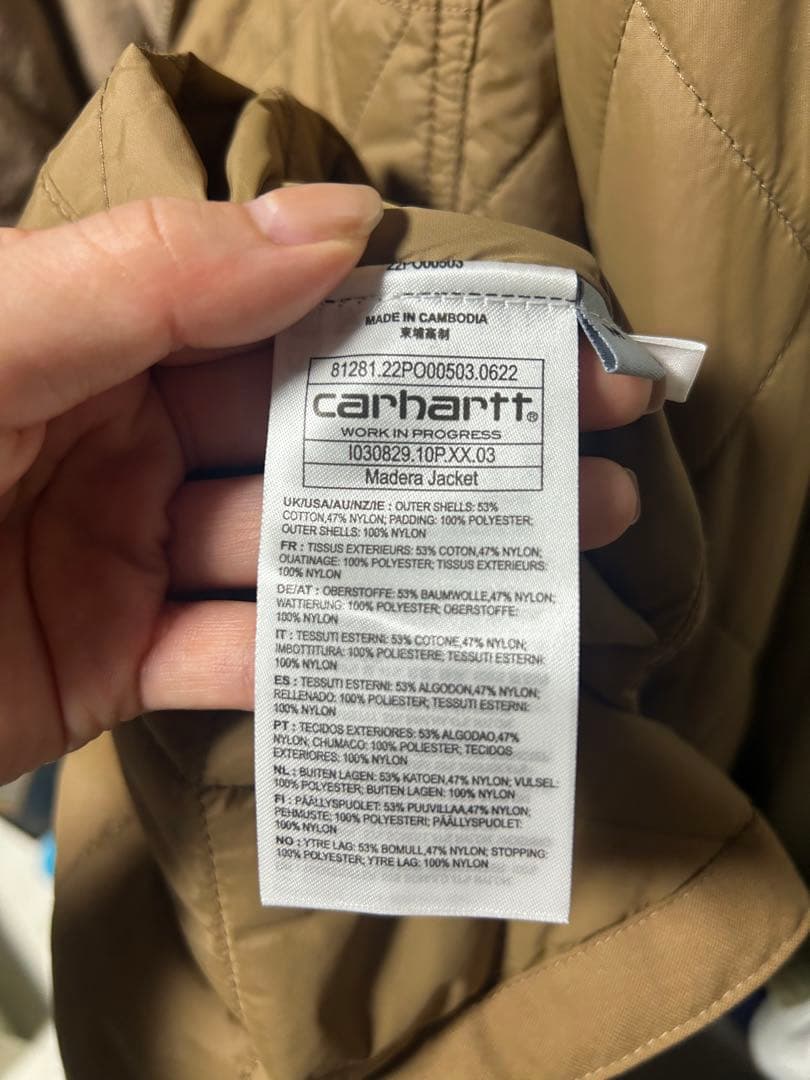 22PO00503
MADE IN CAMBODIA
柬埔寨制
81281.22PO00503.0622
carhartt®
WORK IN PROGRESS
I030829.10P.XX.03
Madera Jacket
UK/USA/AU/NZ/IE : OUTER SHELLS: 53%
COTTON,47% NYLON; PADDING: 100% POLYESTER;
OUTER SHELLS: 100% NYLON
FR : TISSUS EXTERIEURS: 53% COTON,47% NYLON;
OUATINAGE: 100% POLYESTER; TISSUS EXTERIEURS:
100% NYLON
DE/AT : OBERSTOFFE: 53% BAUMWOLLE,47% NYLON;
WATTIERUNG: 100% POLYESTER; OBERSTOFFE:
100% NYLON
IT : TESSUTI ESTERNI: 53% COTONE,47% NYLON;
IMBOTTITURA: 100% POLIESTERE; TESSUTI ESTERNI:
100% NYLON
ES : TESSUTI ESTERNI: 53% ALGODON,47% NYLON;
RELLENADO: 100% POLIESTER; TESSUTI ESTERNI:
100% NYLON
PT : TECIDOS EXTERIORES: 53% ALGODAO,47%
NYLON; CHUMACO: 100% POLIESTER; TECIDOS
EXTERIORES: 100% NYLON
NL : BUITEN LAGEN: 53% KATOEN,47% NYLON; VULSEL:
100% POLYESTER; BUITEN LAGEN: 100% NYLON
FI : PÄÄLLYSPUOLET: 53% PUUVILLAA,47% NYLON;
PEHMUSTE: 100% POLYESTERI; PÄÄLLYSPUOLET:
100% NYLON
NO : YTRE LAG: 53% BOMULL,47% NYLON; STOPPING:
100% POLYESTER; YTRE LAG: 100% NYLON